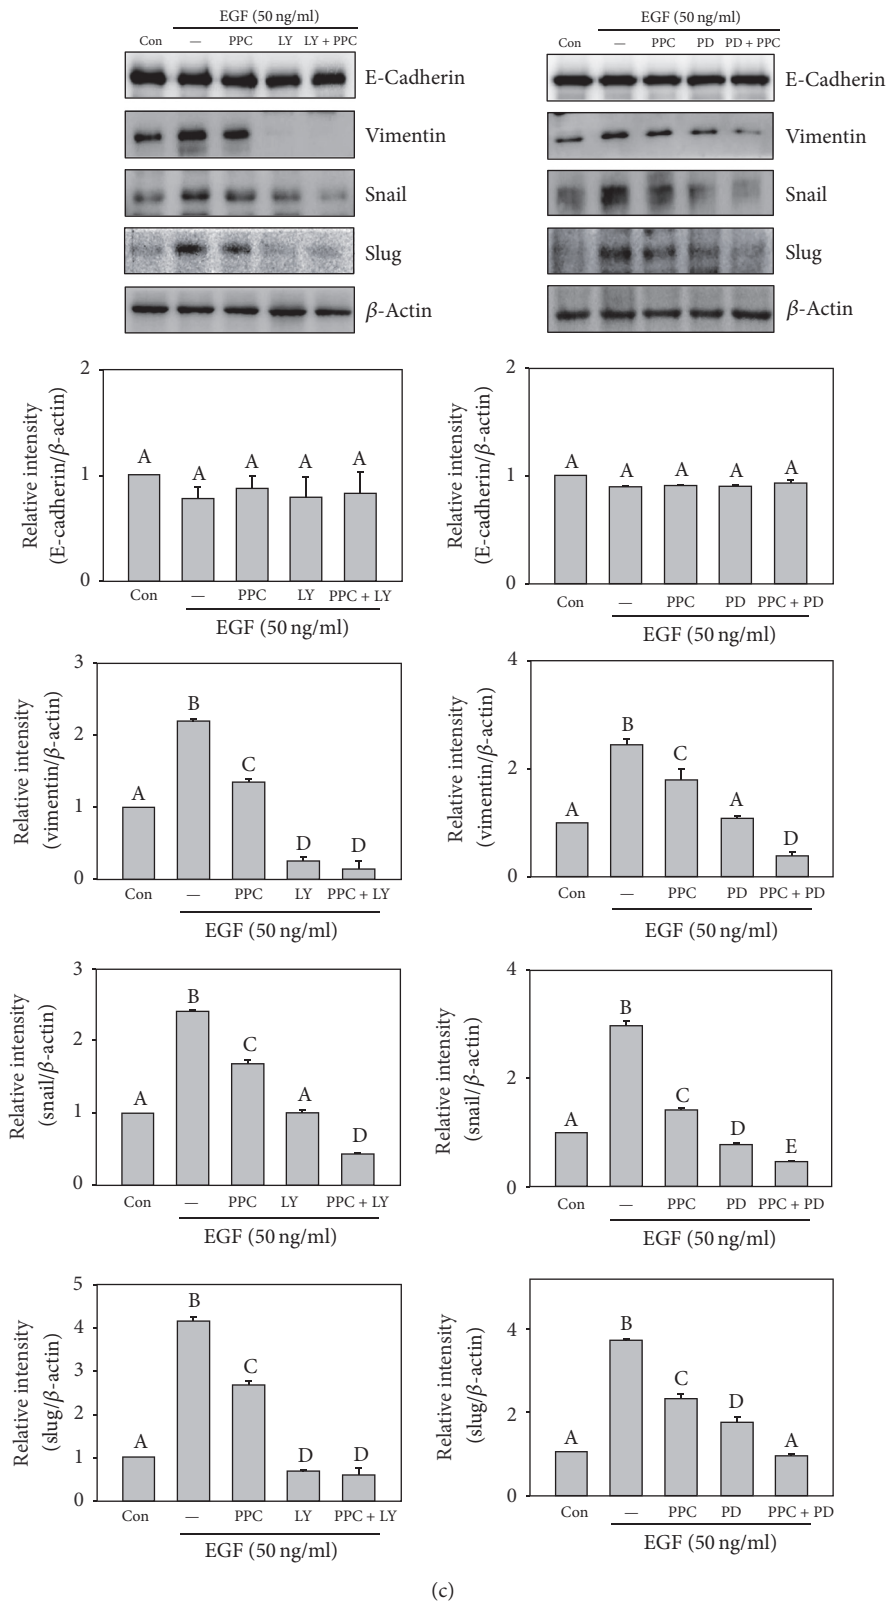 EGF (50 ng/ml)
Con — PPC LY LY + PPC
E-Cadherin
Vimentin
Snail
Slug
β-Actin
EGF (50 ng/ml)
Con — PPC PD PD + PPC
E-Cadherin
Vimentin
Snail
Slug
β-Actin
Relative intensity
(E-cadherin/β-actin)
2
1
0
A A A A A
Con — PPC LY PPC + LY
EGF (50 ng/ml)
Relative intensity
(E-cadherin/β-actin)
2
1
0
A A A A A
Con — PPC PD PPC + PD
EGF (50 ng/ml)
Relative intensity
(vimentin/β-actin)
3
2
1
0
A B C D D
Con — PPC LY PPC + LY
EGF (50 ng/ml)
Relative intensity
(vimentin/β-actin)
4
2
0
A B C A D
Con — PPC PD PPC + PD
EGF (50 ng/ml)
Relative intensity
(snail/β-actin)
3
2
1
0
A B C A D
Con — PPC LY PPC + LY
EGF (50 ng/ml)
Relative intensity
(snail/β-actin)
4
2
0
A B C D E
Con — PPC PD PPC + PD
EGF (50 ng/ml)
Relative intensity
(slug/β-actin)
5
4
3
2
1
0
A B C D D
Con — PPC LY PPC + LY
EGF (50 ng/ml)
Relative intensity
(slug/β-actin)
4
2
0
A B C D A
Con — PPC PD PPC + PD
EGF (50 ng/ml)
(c)